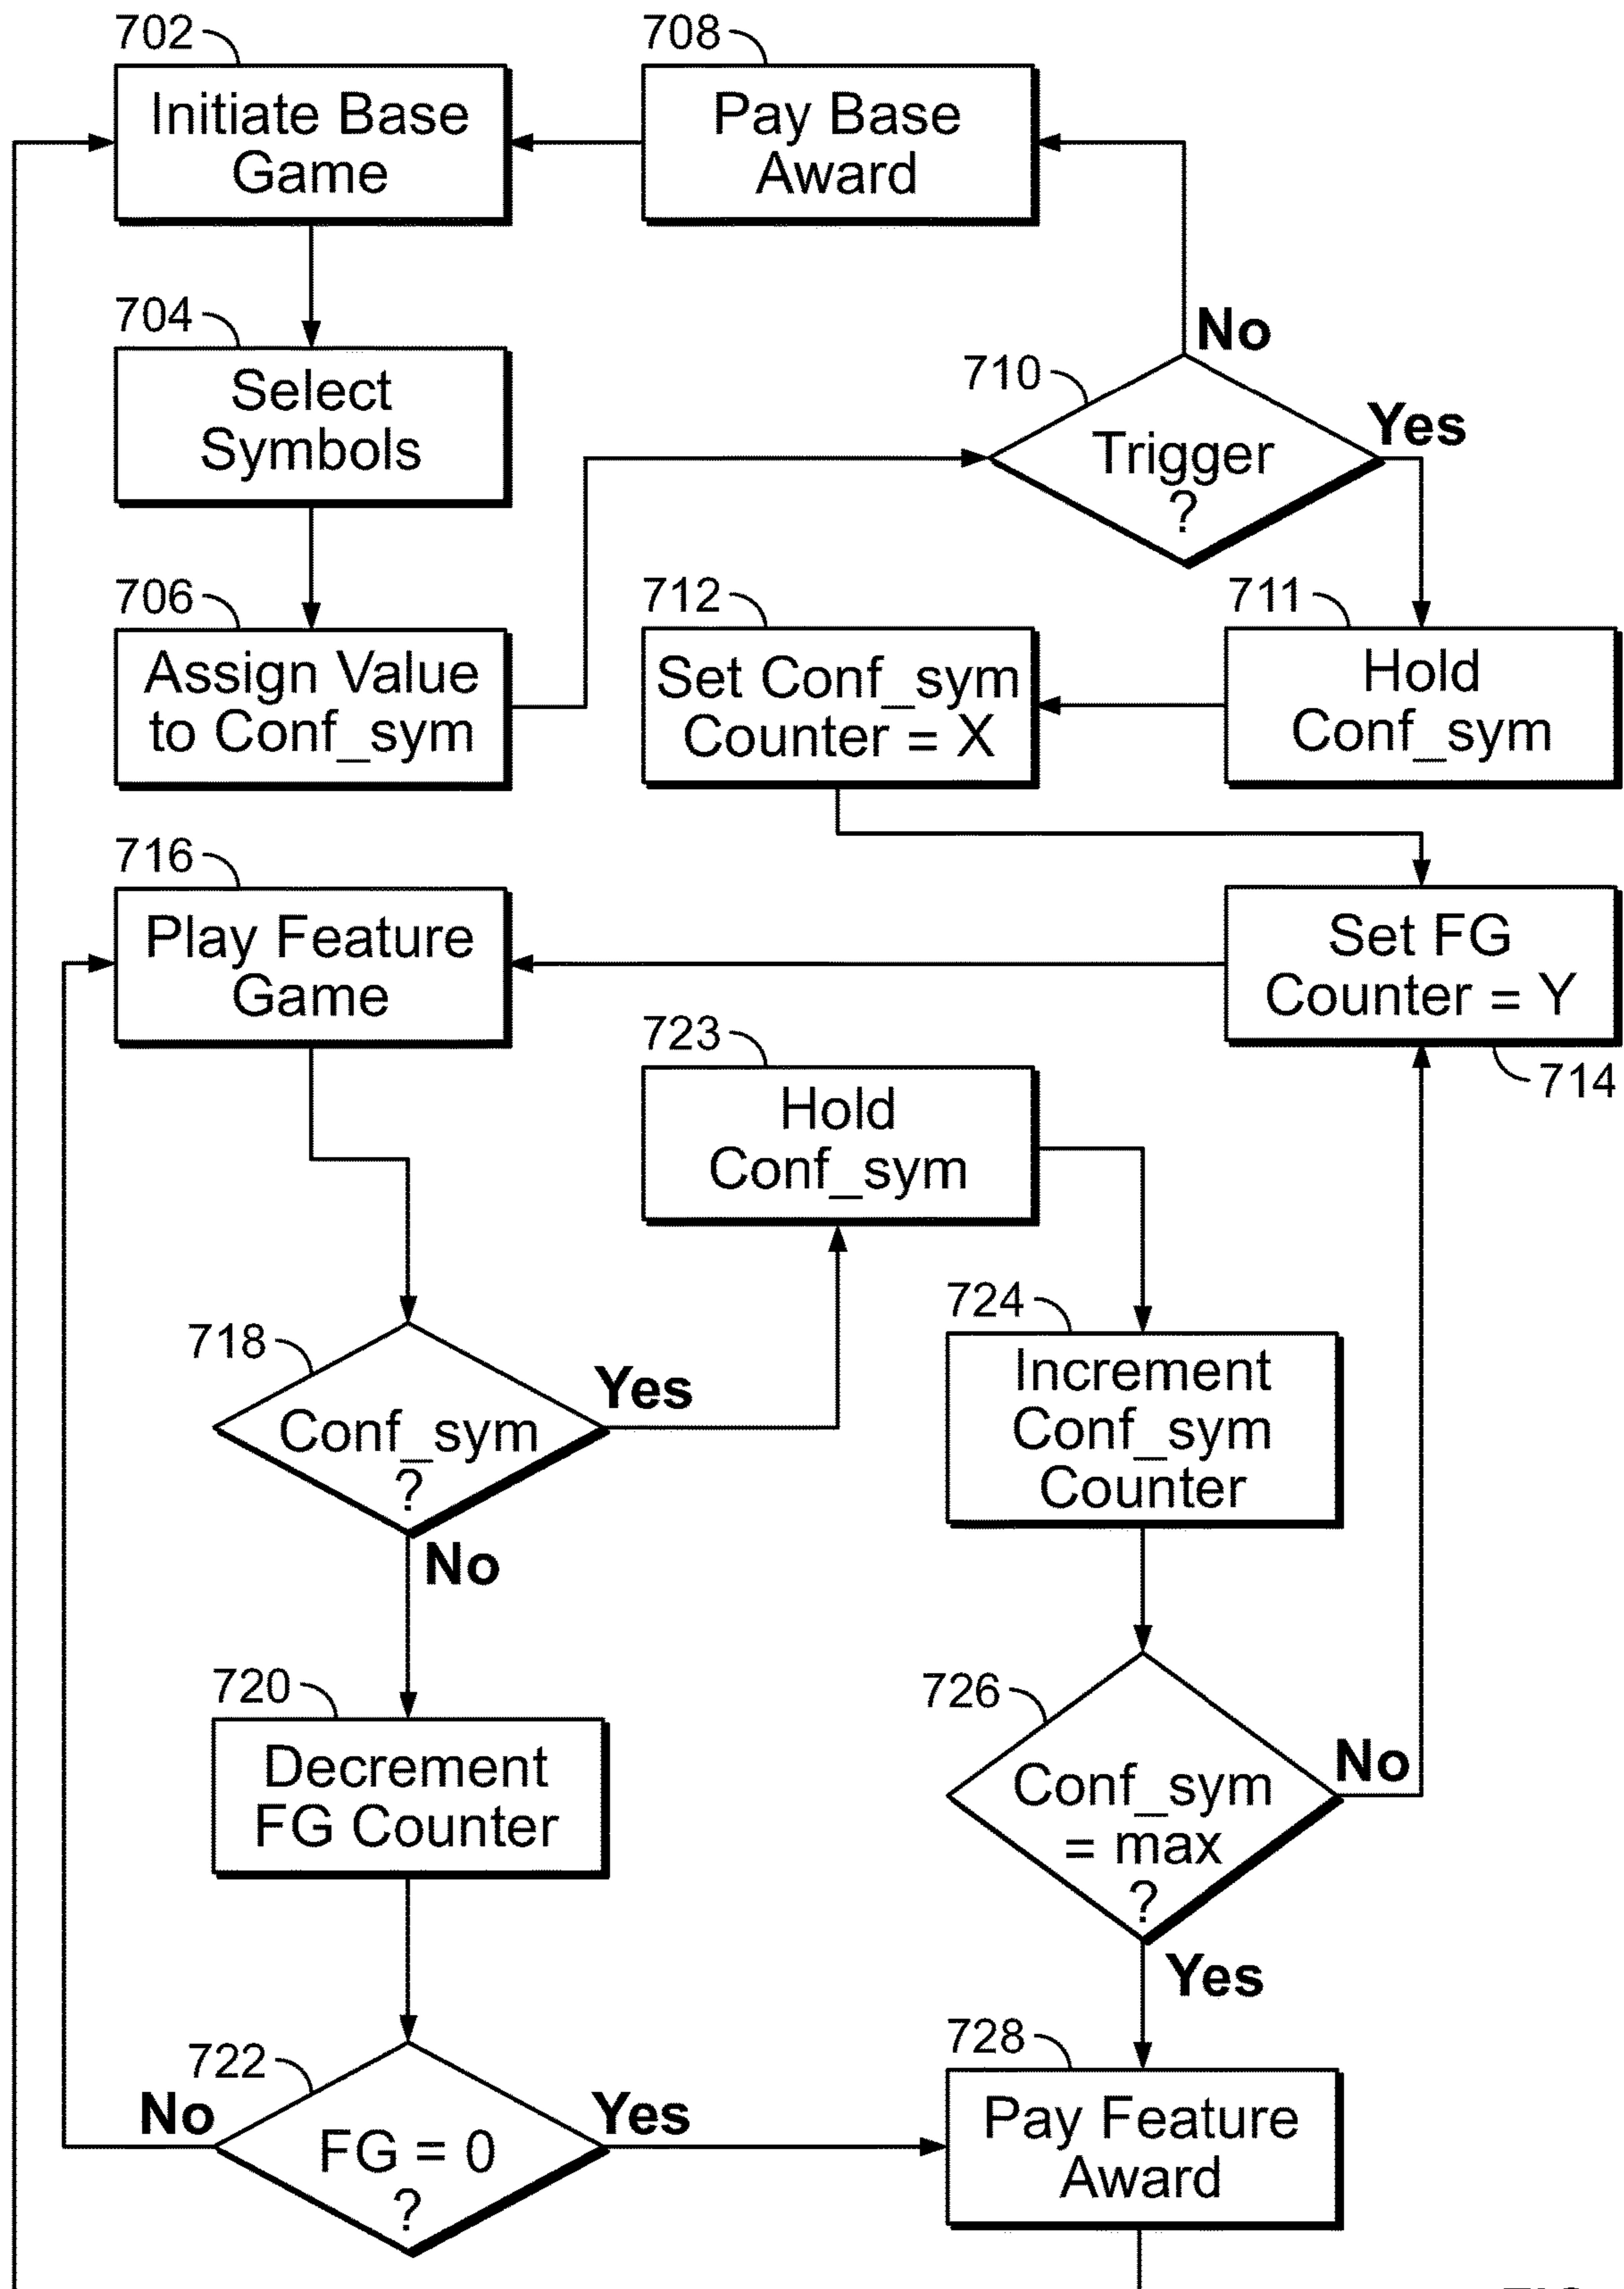 702
Initiate Base
Game
708
Pay Base
Award
704
Select
Symbols
No
710
Trigger
?
Yes
706
Assign Value
to Conf_sym
712
Set Conf_sym
Counter = X
711
Hold
Conf_sym
716
Play Feature
Game
Set FG
Counter = Y
714
723
Hold
Conf_sym
718
Conf_sym
?
Yes
No
724
Increment
Conf_sym
Counter
720
Decrement
FG Counter
726
Conf_sym
= max
?
No
Yes
722
No
FG = 0
?
Yes
728
Pay Feature
Award